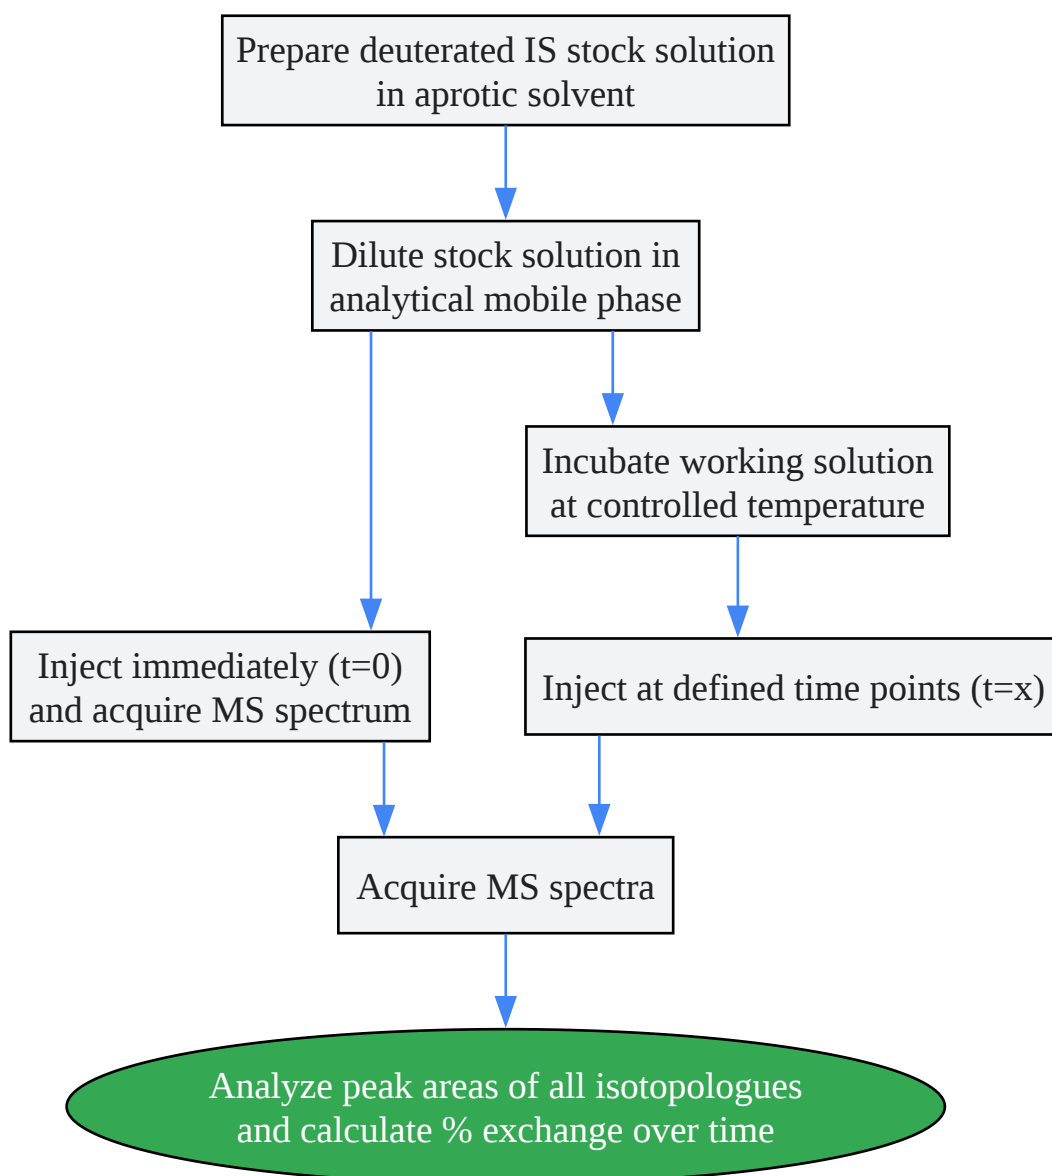 Prepare deuterated IS stock solution
in aprotic solvent
Dilute stock solution in
analytical mobile phase
Incubate working solution
at controlled temperature
Inject immediately (t=0)
and acquire MS spectrum
Inject at defined time points (t=x)
Acquire MS spectra
Analyze peak areas of all isotopologues
and calculate % exchange over time